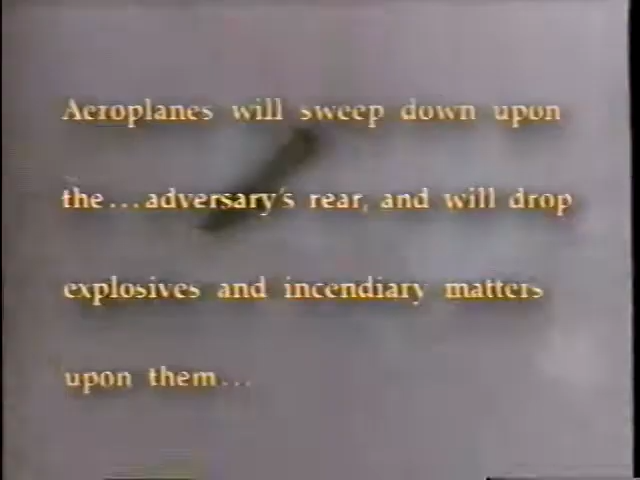 Aeroplanes will sweep down upon
the...adversary's rear, and will drop
explosives and incendiary matters
upon them...